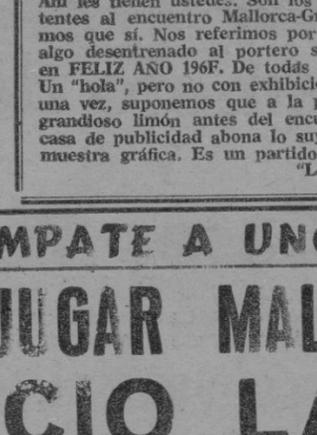 Ahí les tienen ustedes. Son los
tentes al encuentro Mallorca-Gr
mos que sí. Nos referimos por
algo desentrenado al portero s
en FELIZ AÑO 196F. De todas
Un "hola", pero no con exhibici
una vez, suponemos que a la p
grandioso limón antes del encu
casa de publicidad abona lo suy
muestra gráfica. Es un partido
"L
MPATE A UNO
JUGAR MAL
CIO LA